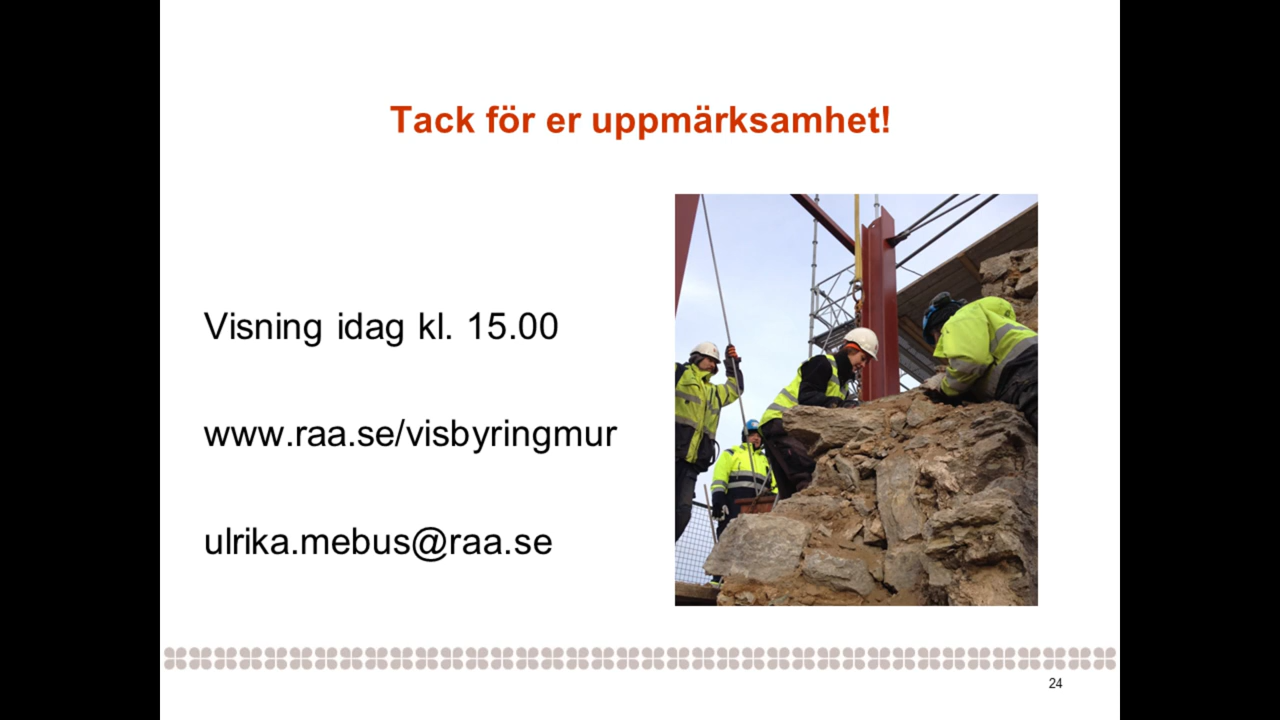 Tack för er uppmärksamhet!
Visning idag kl. 15.00
www.raa.se/visbyringmur
ulrika.mebus@raa.se
24